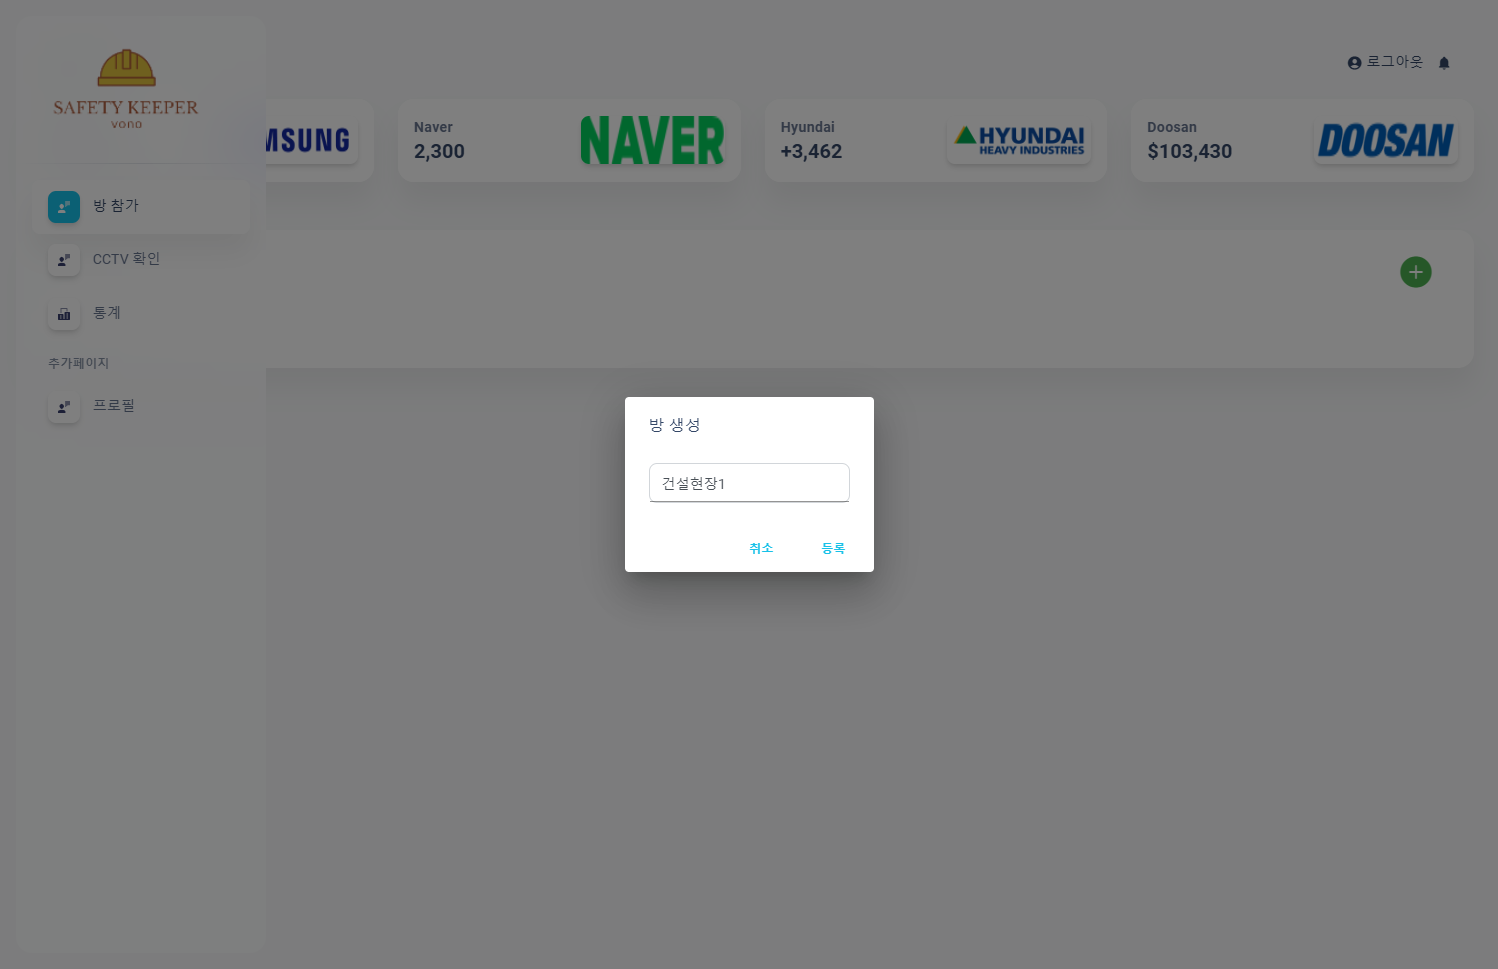 SAFETY KEEPER
vono
로그아웃
MSUNG
Naver
2,300
NAVER
Hyundai
+3,462
HYUNDAI
HEAVY INDUSTRIES
Doosan
$103,430
DOOSAN
방 참가
CCTV 확인
통계
추가페이지
프로필
방 생성
건설현장1
취소
등록